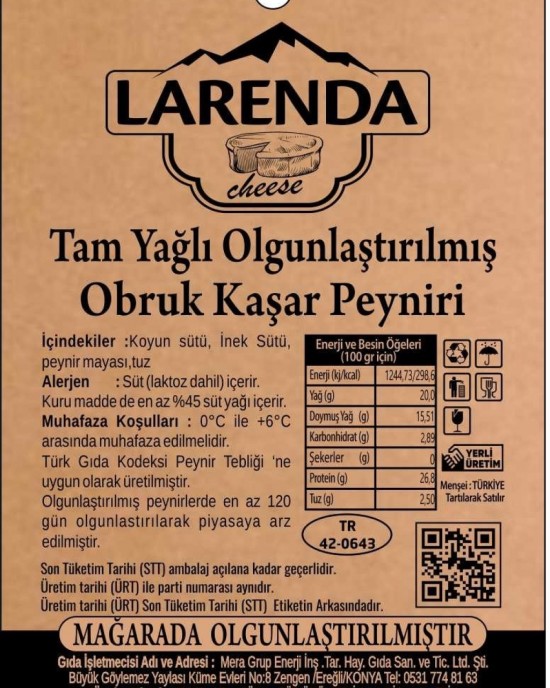 LARENDA
cheese
Tam Yağlı Olgunlaştırılmış
Obruk Kaşar Peyniri
İçindekiler :Koyun sütü, İnek Sütü,
peynir mayası,tuz
Alerjen : Süt (laktoz dahil) içerir.
Kuru madde de en az %45 süt yağı içerir.
Muhafaza Koşulları : 0°C ile +6°C
arasında muhafaza edilmelidir.
Türk Gıda Kodeksi Peynir Tebliği 'ne
uygun olarak üretilmiştir.
Olgunlaştırılmış peynirlerde en az 120
gün olgunlastırılarak piyasaya arz
edilmiştir.
Enerji ve Besin Öğeleri
(100 gr için)
Enerji (kj/kcal) 1244,73/298,6
Yağ (g) 20,0
Doymuş Yağ (g) 15,51
Karbonhidrat (g) 2,89
Şekerler (g) 0
Protein (g) 26,8
Tuz (g) 2,50
YERLİ
ÜRETİM
Menşei : TÜRKİYE
Tartılarak Satılır
TR
42-0643
Son Tüketim Tarihi (STT) ambalaj açılana kadar geçerlidir.
Üretim tarihi (ÜRT) ile parti numarası aynıdır.
Üretim tarihi (ÜRT) Son Tüketim Tarihi (STT) Etiketin Arkasındadır.
MAĞARADA OLGUNLAŞTIRILMIŞTIR
Gıda İşletmecisi Adı ve Adresi : Mera Grup Enerji İnş .Tar. Hay. Gıda San. ve Tic. Ltd. Şti.
Büyük Göylemez Yaylası Küme Evleri No:8 Zengen /Ereğli/KONYA Tel: 0531 774 81 63